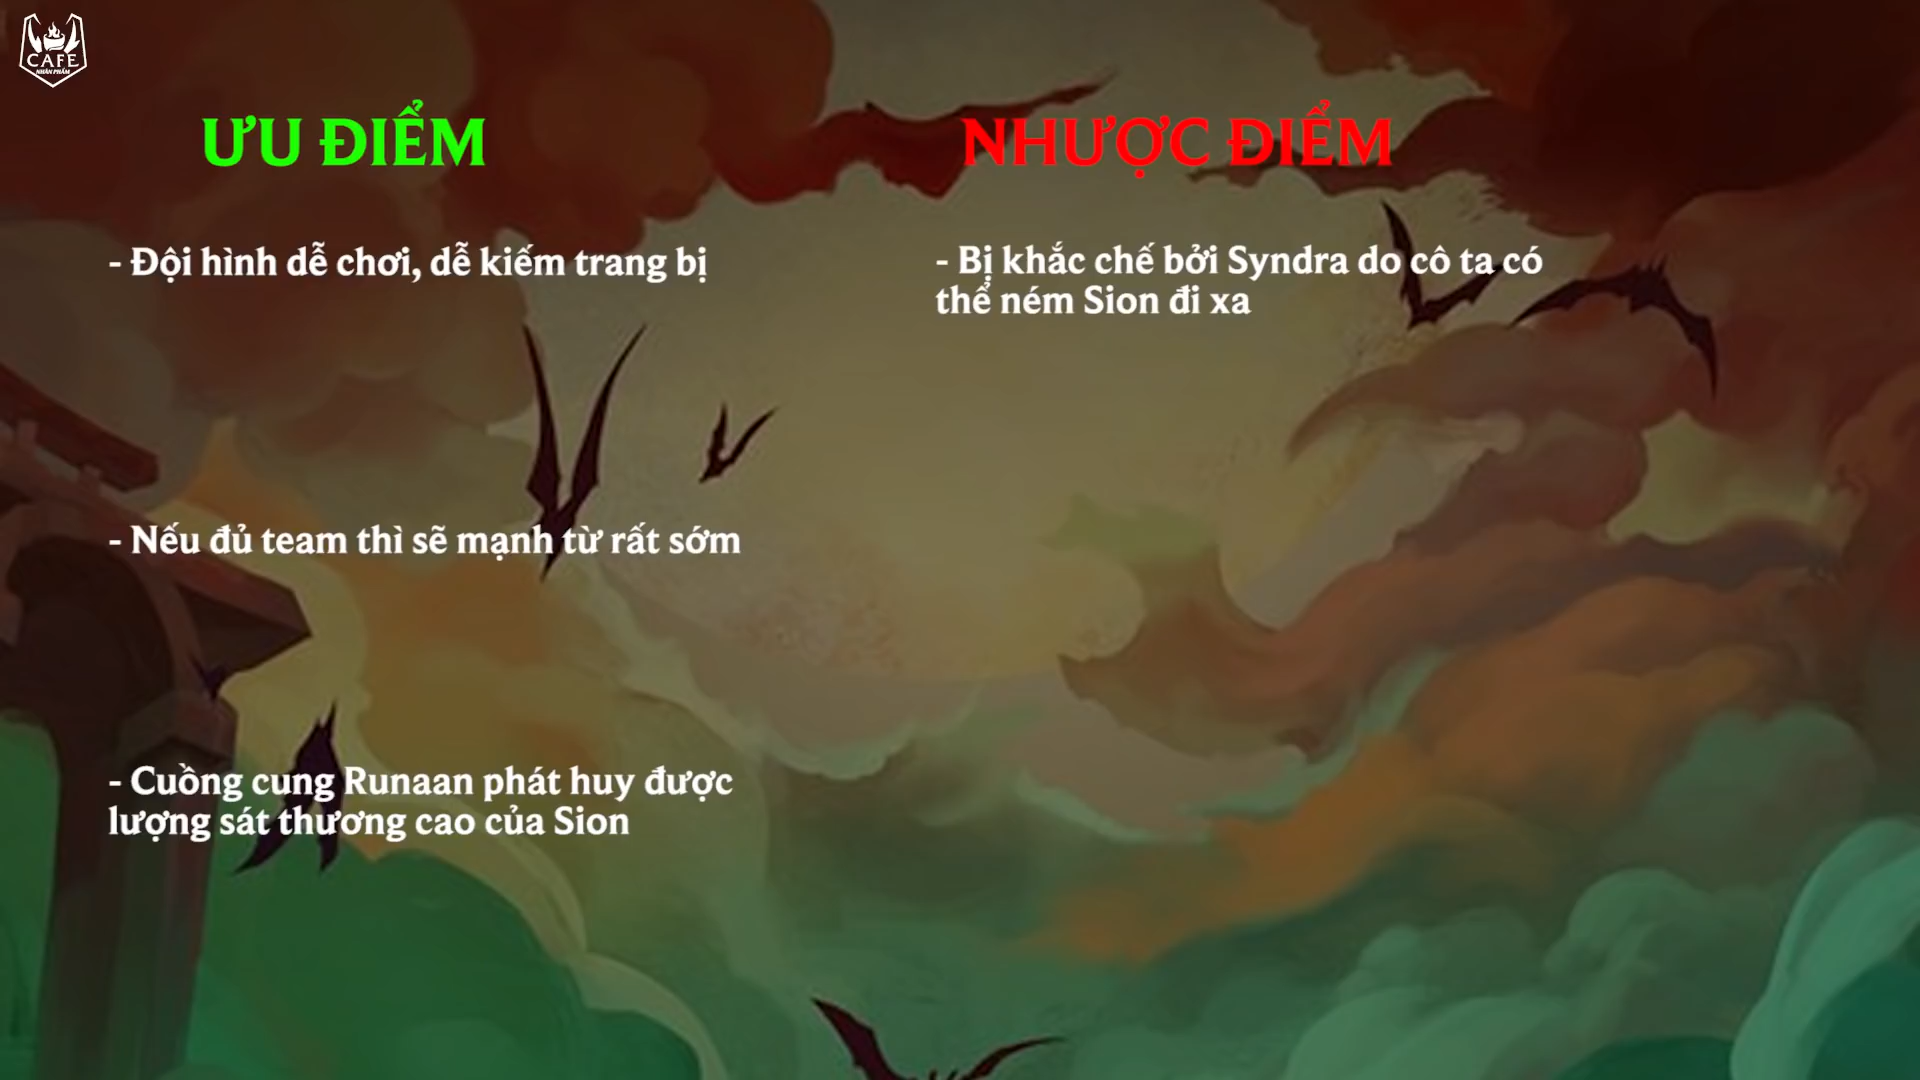 CAFE
NHÂN PHẨM
ƯU ĐIỂM
- Đội hình dễ chơi, dễ kiếm trang bị
- Nếu đủ team thì sẽ mạnh từ rất sớm
- Cuồng cung Runaan phát huy được
lượng sát thương cao của Sion
NHƯỢC ĐIỂM
- Bị khắc chế bởi Syndra do cô ta có
thể ném Sion đi xa